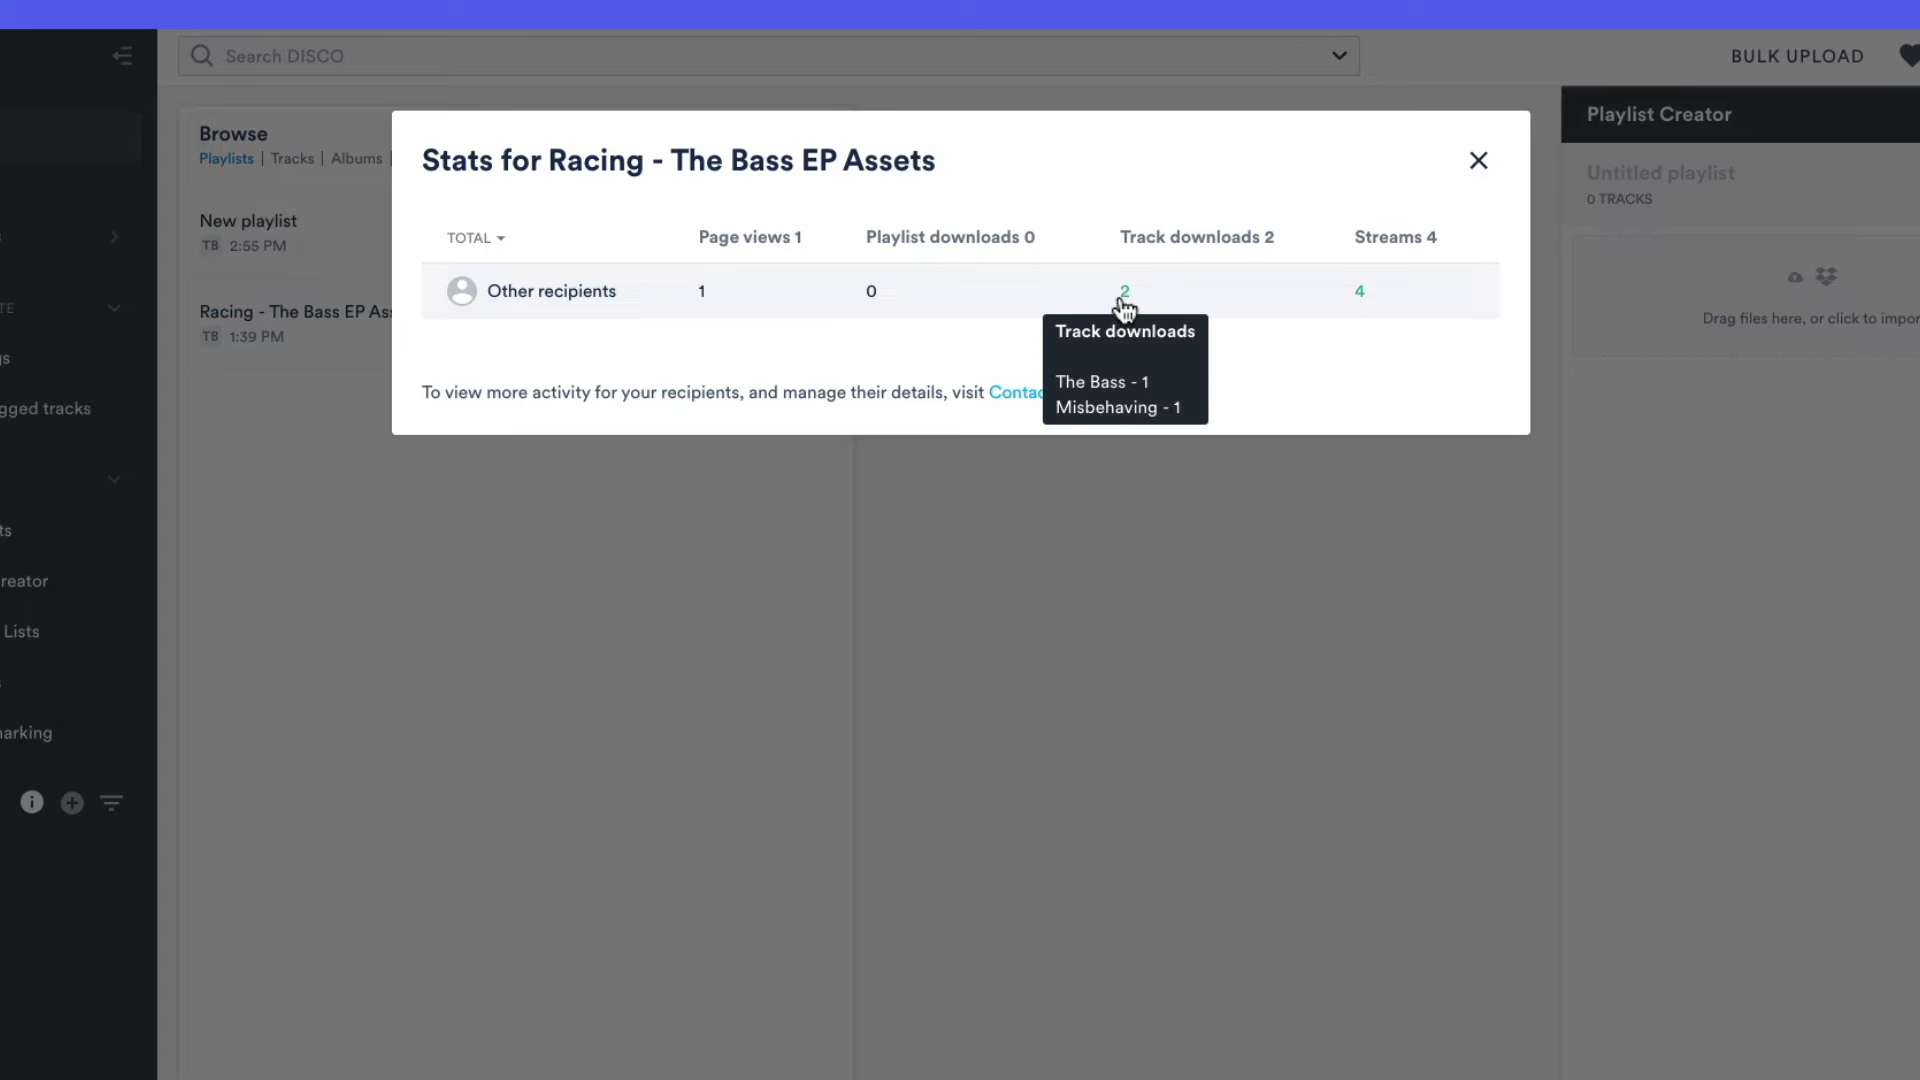 Search DISCO
BULK UPLOAD
Browse
Playlists | Tracks | Albums |
New playlist
TB 2:55 PM
Racing - The Bass EP Ass
TB 1:39 PM
Stats for Racing - The Bass EP Assets
TOTAL Page views 1 Playlist downloads 0 Track downloads 2 Streams 4
Other recipients 1 0 2 4
Track downloads
The Bass - 1
Misbehaving - 1
To view more activity for your recipients, and manage their details, visit Contac
Playlist Creator
Untitled playlist
0 TRACKS
Drag files here, or click to impor
TE
gs
gged tracks
ts
reator
Lists
s
arking